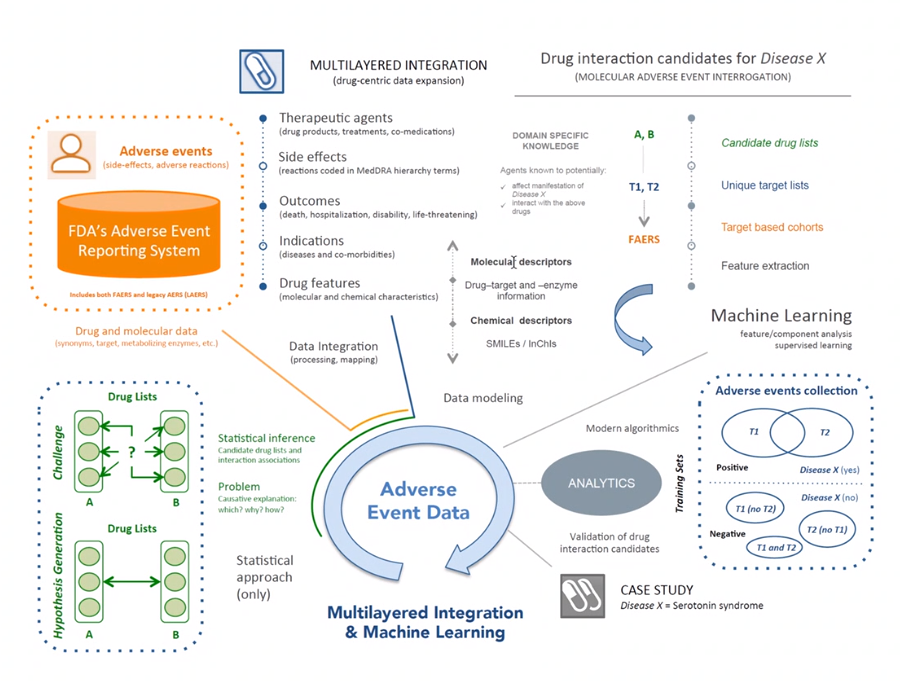 MULTILAYERED INTEGRATION
(drug-centric data expansion)
Drug interaction candidates for Disease X
(MOLECULAR ADVERSE EVENT INTERROGATION)
Adverse events
(side-effects, adverse reactions)
FDA's Adverse Event
Reporting System
Includes both FAERS and legacy AERS (LAERS)
Therapeutic agents
(drug products, treatments, co-medications)
Side effects
(reactions coded in MedDRA hierarchy terms)
Outcomes
(death, hospitalization, disability, life-threatening)
Indications
(diseases and co-morbidities)
Drug features
(molecular and chemical characteristics)
DOMAIN SPECIFIC
KNOWLEDGE
Agents known to potentially:
✓ affect manifestation of
Disease X
✓ interact with the above
drugs
A, B
T1, T2
FAERS
Candidate drug lists
Unique target lists
Target based cohorts
Feature extraction
Molecular descriptors
Drug–target and –enzyme
information
Chemical descriptors
SMILEs / InChIs
Machine Learning
feature/component analysis
supervised learning
Drug and molecular data
(synonyms, target, metabolizing enzymes, etc.)
Data Integration
(processing, mapping)
Data modeling
Drug Lists
Challenge
?
A
B
Drug Lists
Hypothesis Generation
A
B
Statistical inference
Candidate drug lists and
interaction associations
Problem
Causative explanation:
which? why? how?
Statistical
approach
(only)
Adverse
Event Data
Multilayered Integration
& Machine Learning
Modern algorithmics
ANALYTICS
Validation of drug
interaction candidates
CASE STUDY
Disease X = Serotonin syndrome
Training Sets
Adverse events collection
T1
T2
Positive
Disease X (yes)
Disease X (no)
T1 (no T2)
T2 (no T1)
Negative
T1 and T2